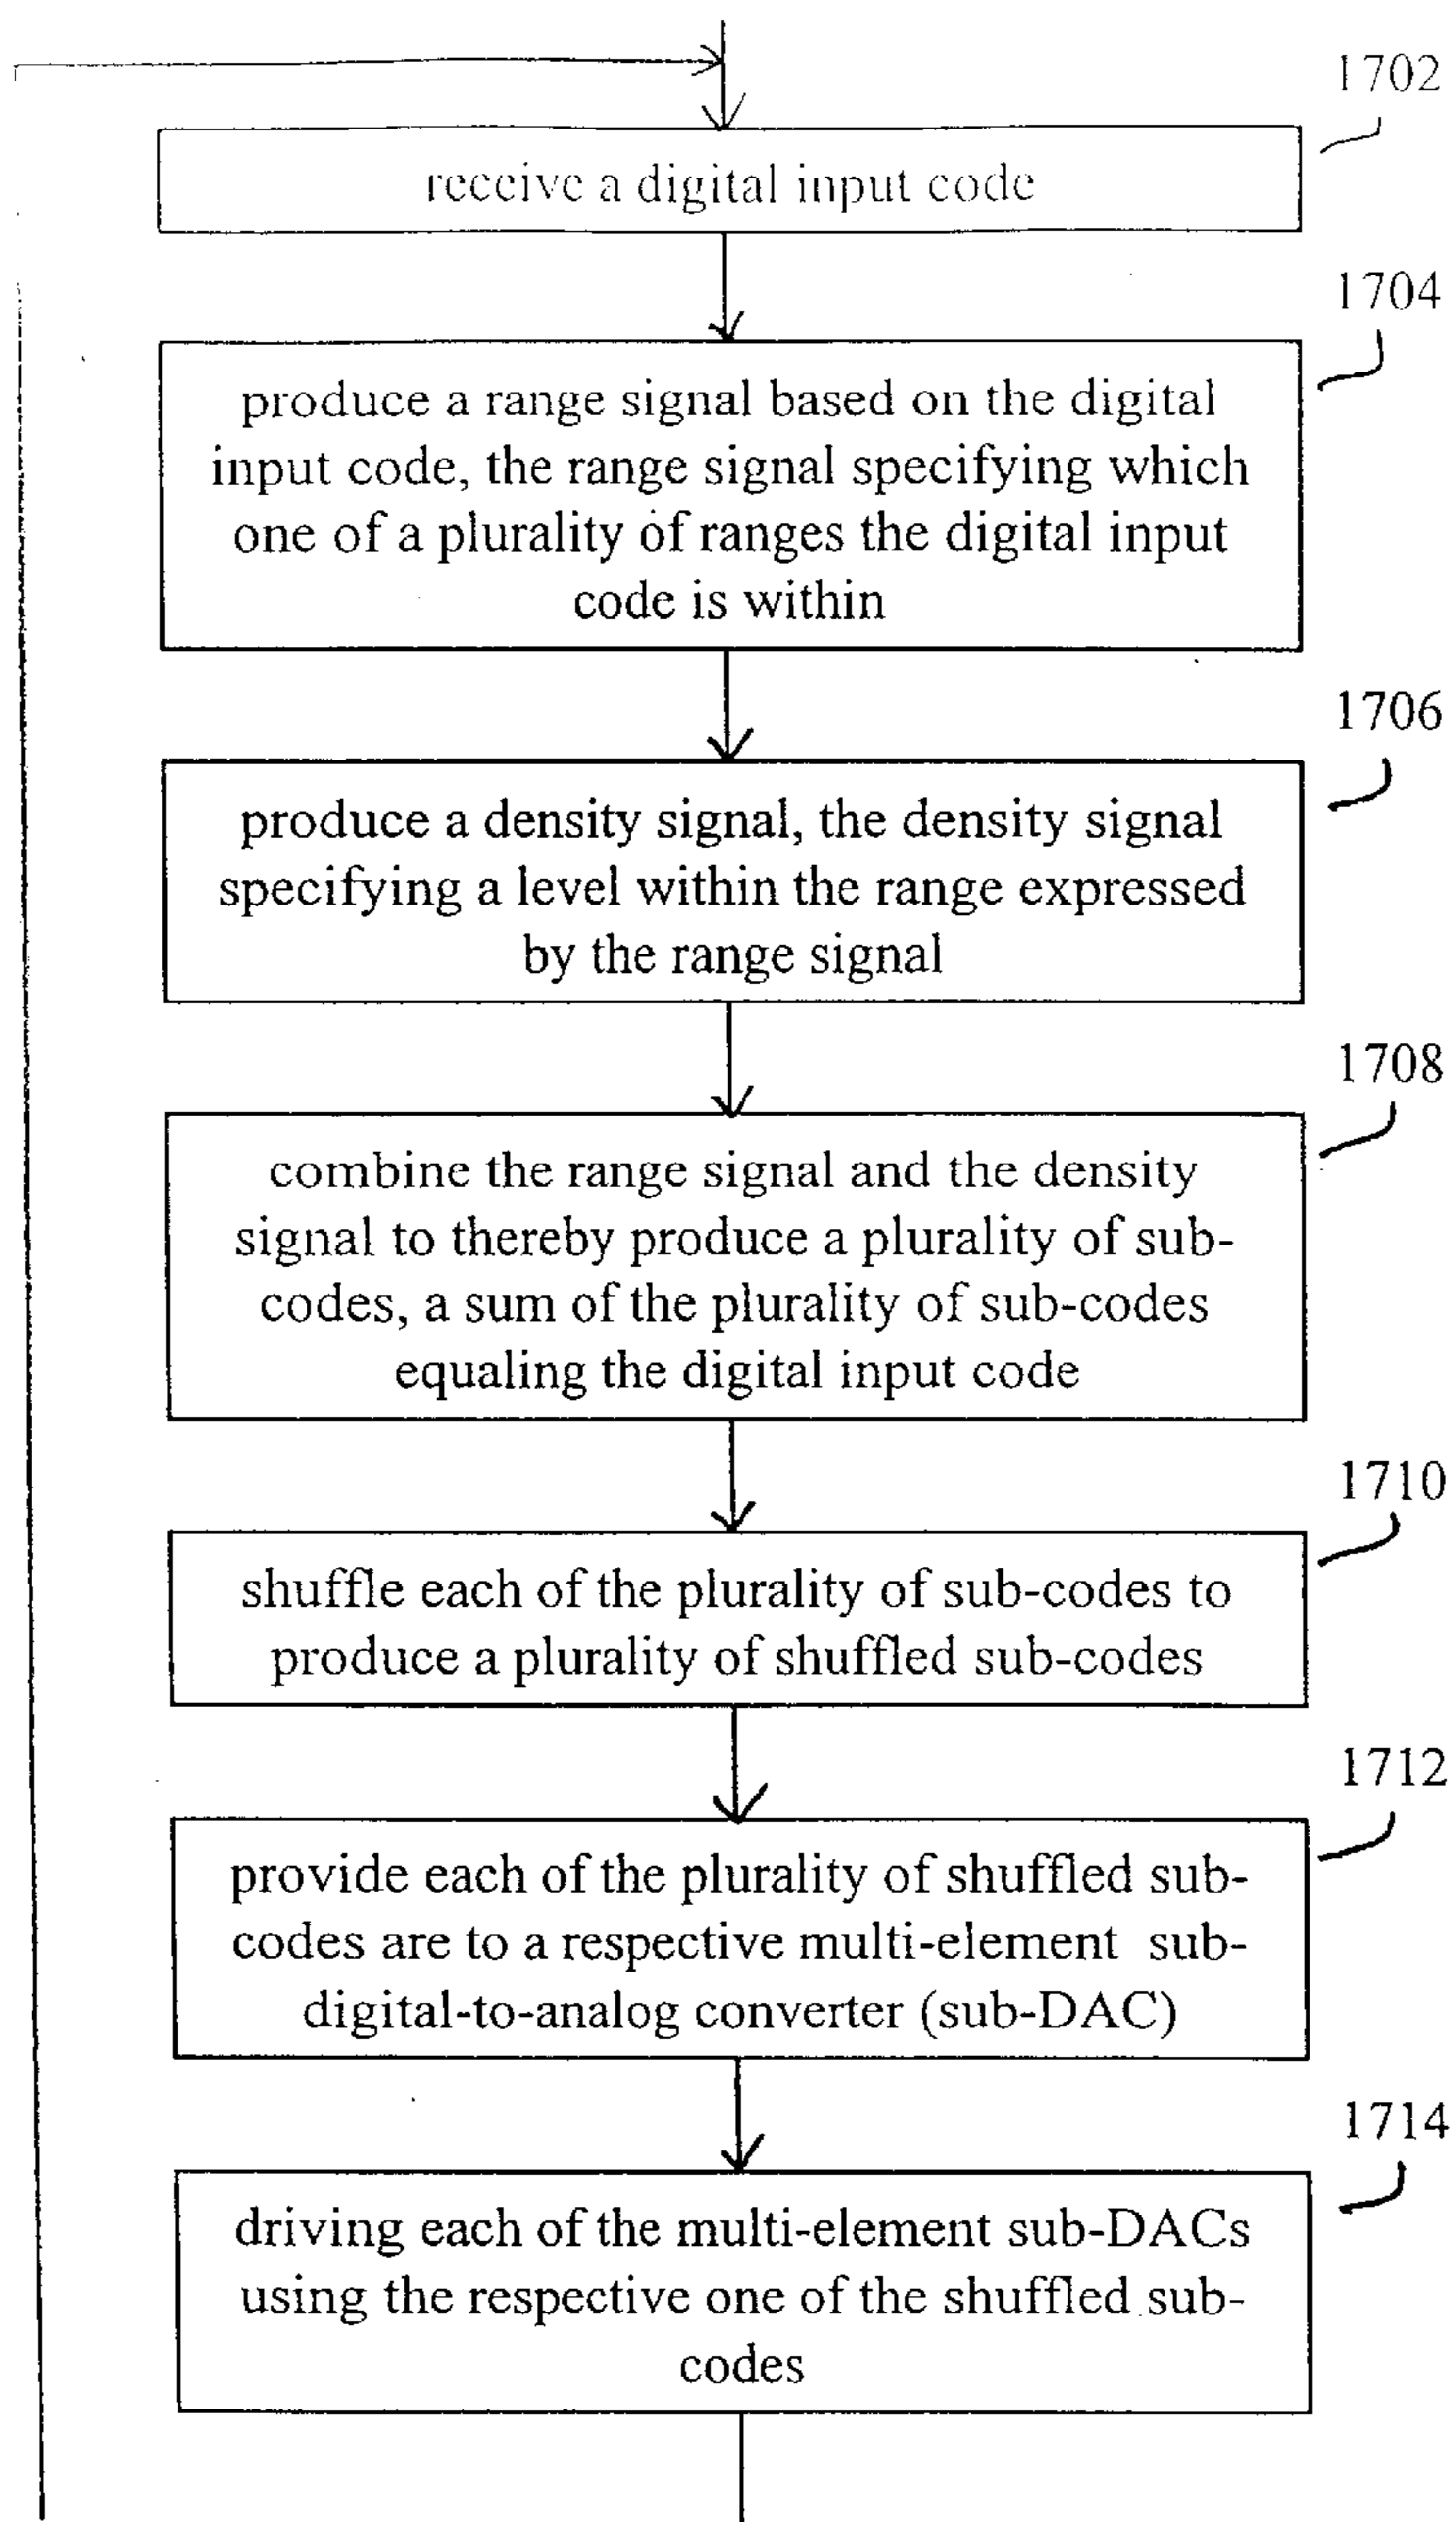 1702
receive a digital input code
1704
produce a range signal based on the digital
input code, the range signal specifying which
one of a plurality of ranges the digital input
code is within
1706
produce a density signal, the density signal
specifying a level within the range expressed
by the range signal
1708
combine the range signal and the density
signal to thereby produce a plurality of sub-
codes, a sum of the plurality of sub-codes
equaling the digital input code
1710
shuffle each of the plurality of sub-codes to
produce a plurality of shuffled sub-codes
1712
provide each of the plurality of shuffled sub-
codes are to a respective multi-element sub-
digital-to-analog converter (sub-DAC)
1714
driving each of the multi-element sub-DACs
using the respective one of the shuffled sub-
codes